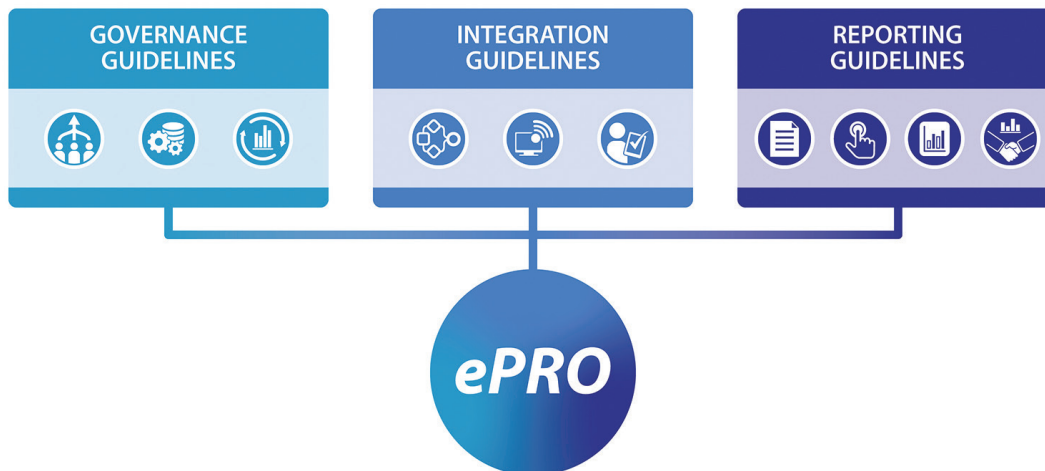 GOVERNANCE
GUIDELINES
INTEGRATION
GUIDELINES
REPORTING
GUIDELINES
ePRO